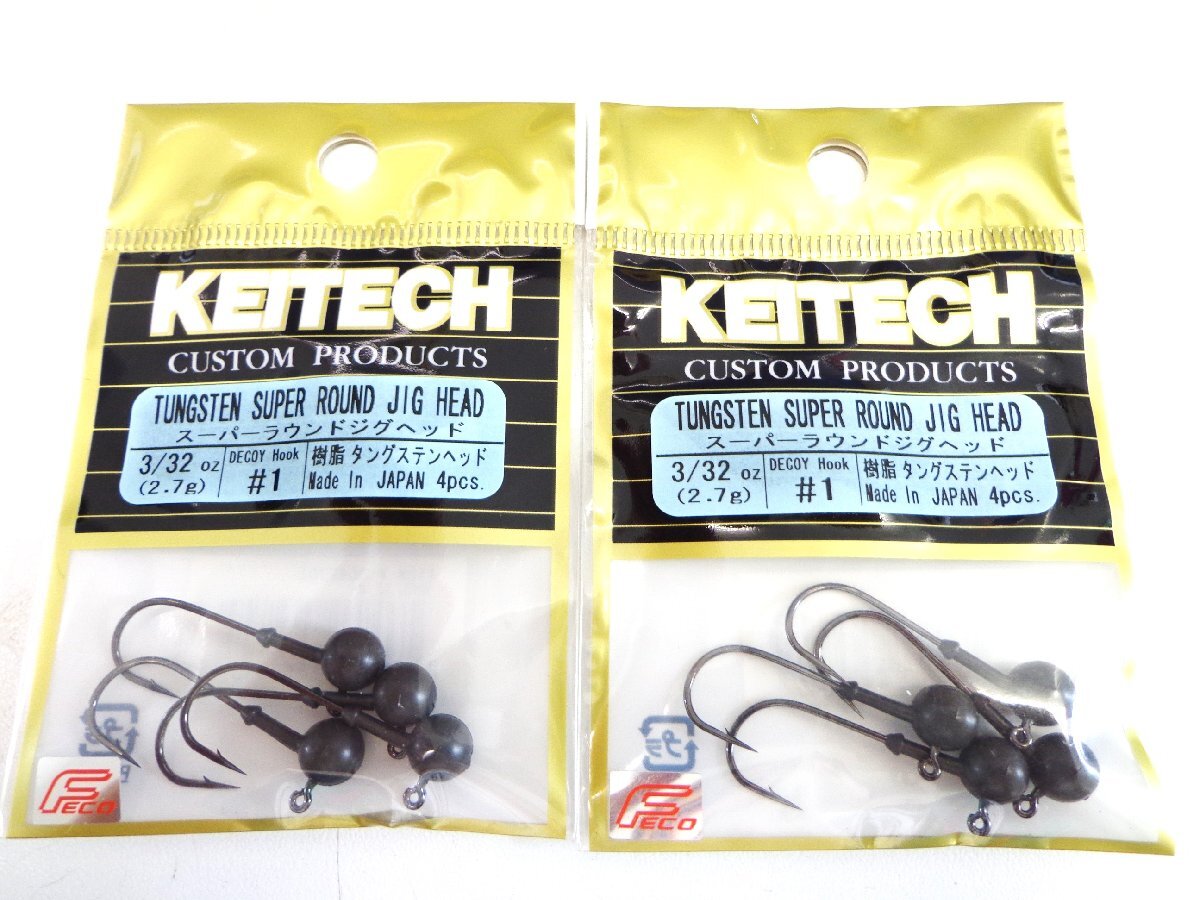 KEITECH
CUSTOM PRODUCTS
TUNGSTEN SUPER ROUND JIG HEAD
スーパーラウンドジグヘッド
3/32 oz
(2.7g)
DECOY Hook
#1
樹脂 タングステンヘッド
Made In JAPAN 4pcs.
プラ
FECO
KEITECH
CUSTOM PRODUCTS
TUNGSTEN SUPER ROUND JIG HEAD
スーパーラウンドジグヘッド
3/32 oz
(2.7g)
DECOY Hook
#1
樹脂 タングステンヘッド
Made In JAPAN 4pcs.
プラ
FECO